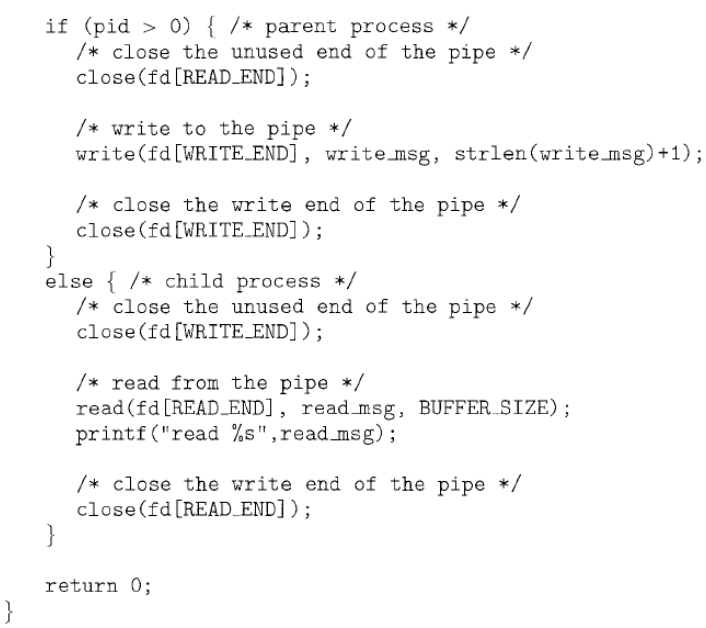 if (pid > 0) { /* parent process */
/* close the unused end of the pipe */
close(fd[READ_END]);
/* write to the pipe */
write(fd[WRITE_END], write_msg, strlen(write_msg)+1);
/* close the write end of the pipe */
close(fd[WRITE_END]);
}
else { /* child process */
/* close the unused end of the pipe */
close(fd[WRITE_END]);
/* read from the pipe */
read(fd[READ_END], read_msg, BUFFER_SIZE);
printf("read %s",read_msg);
/* close the write end of the pipe */
close(fd[READ_END]);
}
return 0;
}